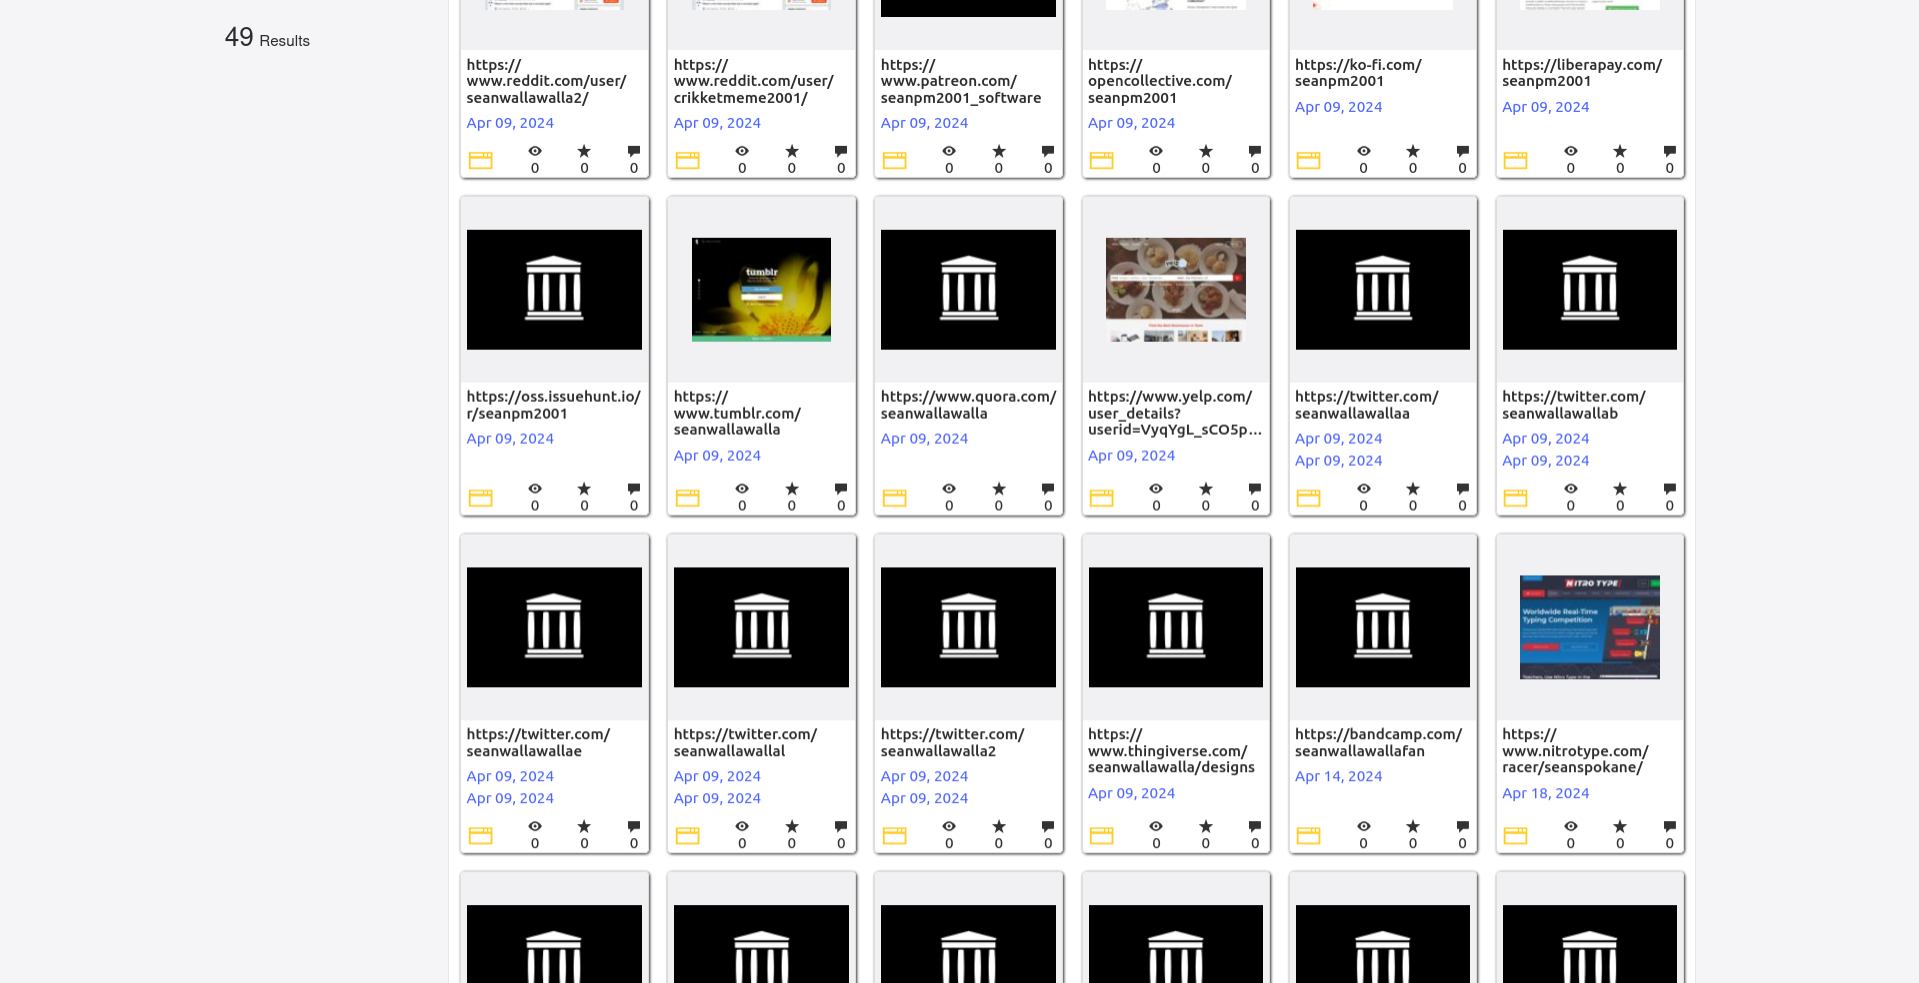 49 Results
https://
www.reddit.com/user/
seanwallawalla2/
Apr 09, 2024
0 0 0
https://
www.reddit.com/user/
crikketmeme2001/
Apr 09, 2024
0 0 0
https://
www.patreon.com/
seanpm2001_software
Apr 09, 2024
0 0 0
https://
opencollective.com/
seanpm2001
Apr 09, 2024
0 0 0
https://ko-fi.com/
seanpm2001
Apr 09, 2024
0 0 0
https://liberapay.com/
seanpm2001
Apr 09, 2024
0 0 0
https://oss.issuehunt.io/
r/seanpm2001
Apr 09, 2024
0 0 0
tumblr
https://
www.tumblr.com/
seanwallawalla
Apr 09, 2024
0 0 0
https://www.quora.com/
seanwallawalla
Apr 09, 2024
0 0 0
https://www.yelp.com/
user_details?
userid=VyqYgL_sCO5p...
Apr 09, 2024
0 0 0
https://twitter.com/
seanwallawallaa
Apr 09, 2024
Apr 09, 2024
0 0 0
https://twitter.com/
seanwallawallab
Apr 09, 2024
Apr 09, 2024
0 0 0
https://twitter.com/
seanwallawallae
Apr 09, 2024
Apr 09, 2024
0 0 0
https://twitter.com/
seanwallawallal
Apr 09, 2024
Apr 09, 2024
0 0 0
https://twitter.com/
seanwallawalla2
Apr 09, 2024
Apr 09, 2024
0 0 0
https://
www.thingiverse.com/
seanwallawalla/designs
Apr 09, 2024
0 0 0
https://bandcamp.com/
seanwallawallafan
Apr 14, 2024
0 0 0
NITRO TYPE
Worldwide Real-Time
Typing Competition
https://
www.nitrotype.com/
racer/seanspokane/
Apr 18, 2024
0 0 0